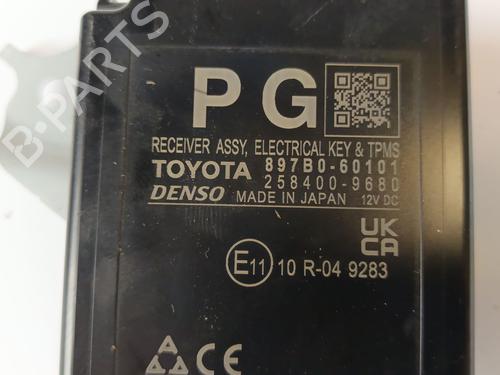 PG
RECEIVER ASSY, ELECTRICAL KEY & TPMS
TOYOTA 897B0-60101
258400-9680
DENSO MADE IN JAPAN 12V DC
UK
CA
E11 10 R-04 9283
CE
B-PARTS